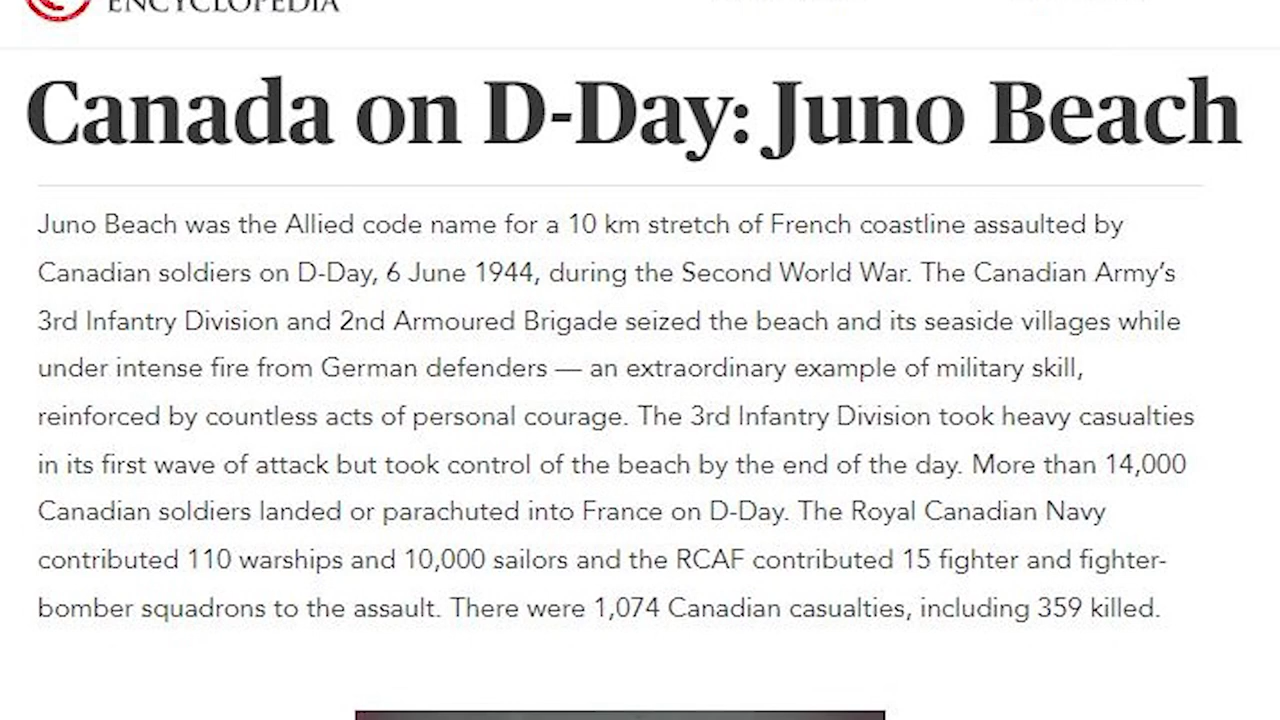 ENCYCLOPEDIA
Canada on D-Day: Juno Beach
Juno Beach was the Allied code name for a 10 km stretch of French coastline assaulted by
Canadian soldiers on D-Day, 6 June 1944, during the Second World War. The Canadian Army’s
3rd Infantry Division and 2nd Armoured Brigade seized the beach and its seaside villages while
under intense fire from German defenders — an extraordinary example of military skill,
reinforced by countless acts of personal courage. The 3rd Infantry Division took heavy casualties
in its first wave of attack but took control of the beach by the end of the day. More than 14,000
Canadian soldiers landed or parachuted into France on D-Day. The Royal Canadian Navy
contributed 110 warships and 10,000 sailors and the RCAF contributed 15 fighter and fighter-
bomber squadrons to the assault. There were 1,074 Canadian casualties, including 359 killed.